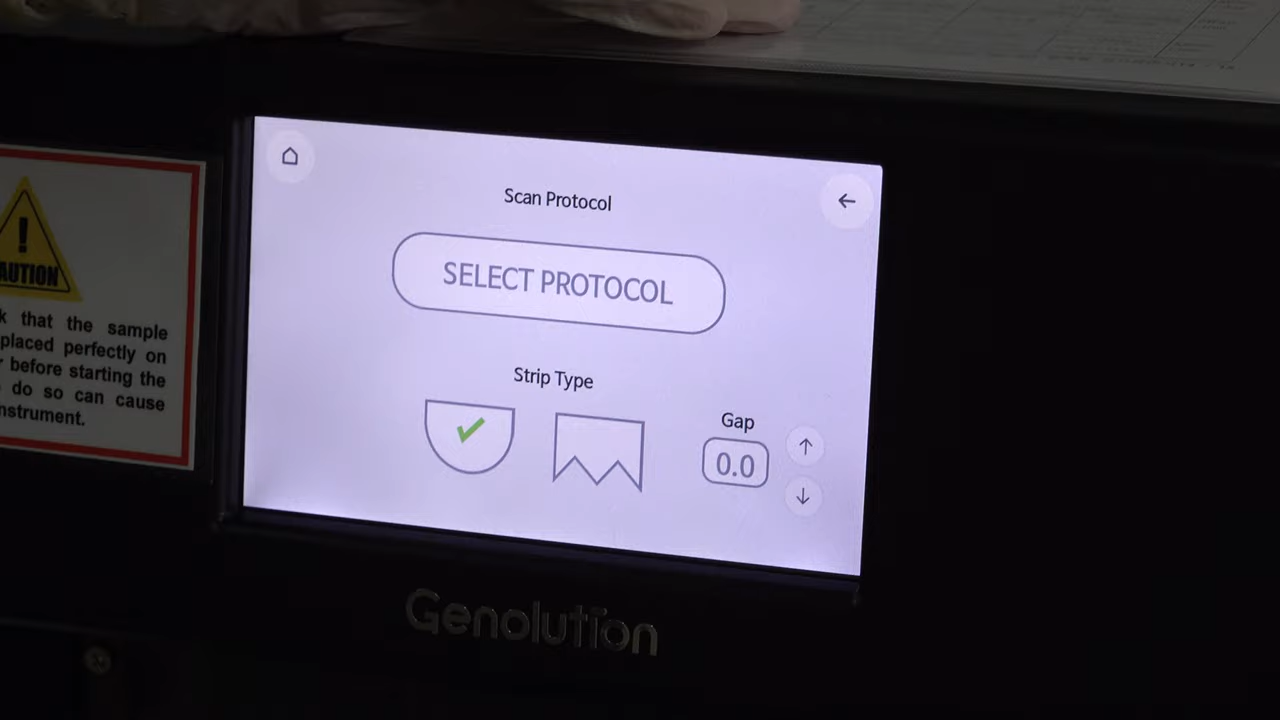 Scan Protocol
SELECT PROTOCOL
Strip Type
Gap
0.0
!
AUTION
k that the sample
placed perfectly on
before starting the
do so can cause
nstrument.
Genolution